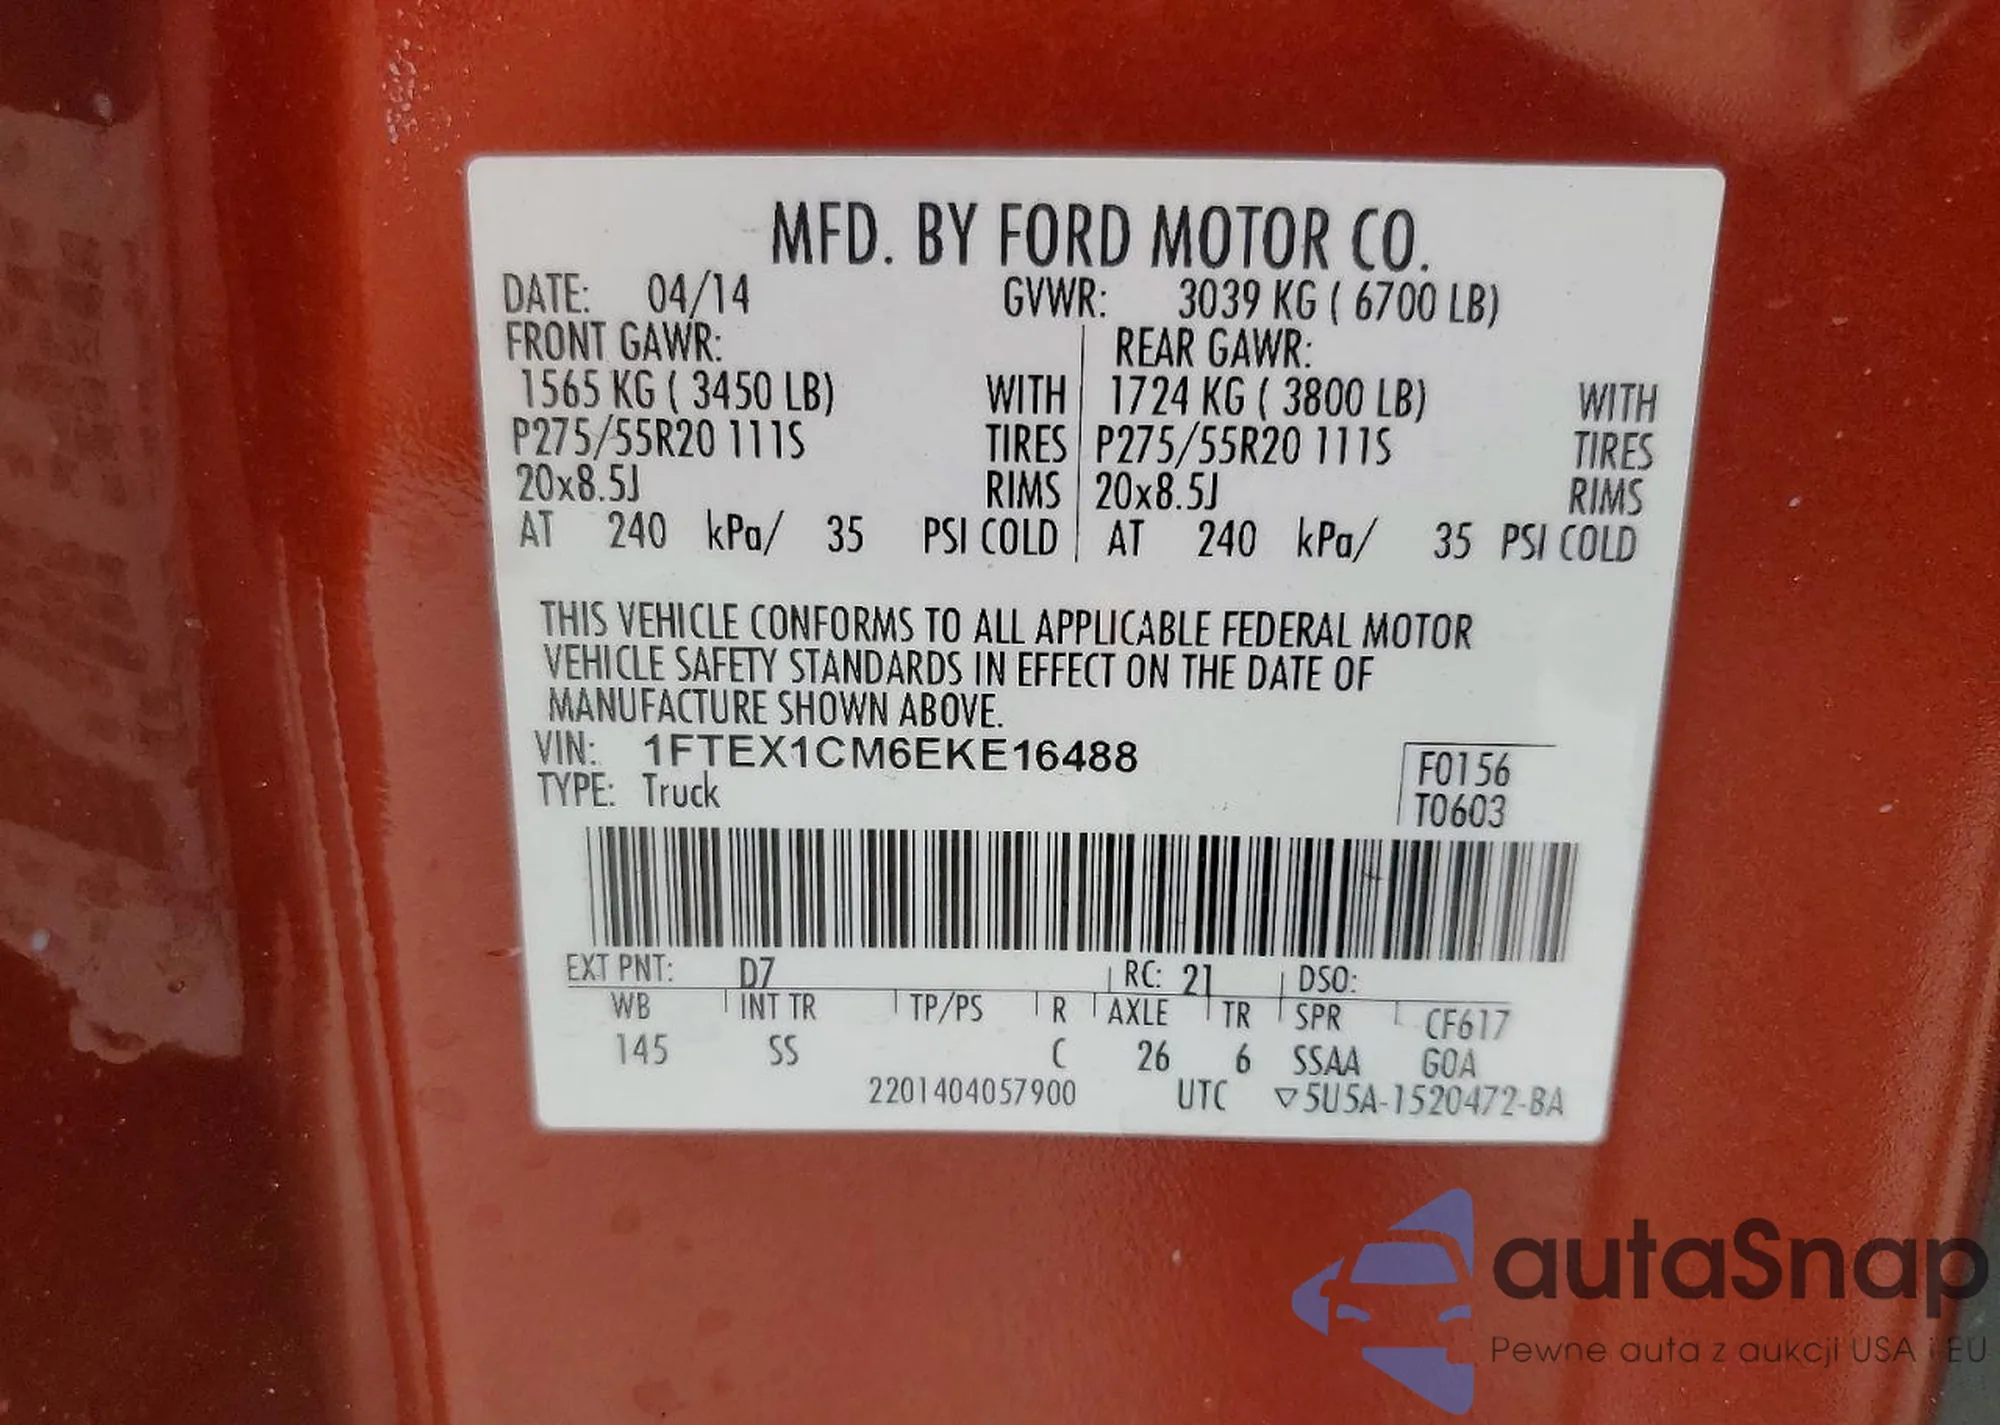 MFD. BY FORD MOTOR CO.
DATE: 04/14 GVWR: 3039 KG ( 6700 LB)
FRONT GAWR: REAR GAWR:
1565 KG ( 3450 LB) WITH 1724 KG ( 3800 LB) WITH
P275/55R20 111S TIRES P275/55R20 111S TIRES
20x8.5J RIMS 20x8.5J RIMS
AT 240 kPa/ 35 PSI COLD AT 240 kPa/ 35 PSI COLD
THIS VEHICLE CONFORMS TO ALL APPLICABLE FEDERAL MOTOR
VEHICLE SAFETY STANDARDS IN EFFECT ON THE DATE OF
MANUFACTURE SHOWN ABOVE.
VIN: 1FTEX1CM6EKE16488 F0156
TYPE: Truck T0603
EXT PNT: D7 RC: 21 DSO:
WB INT TR TP/PS R AXLE TR SPR CF617
145 SS C 26 6 SSAA GOA
2201404057900 UTC ▽5U5A-1520472-BA
autaSnap
Pewne auta z aukcji USA i EU